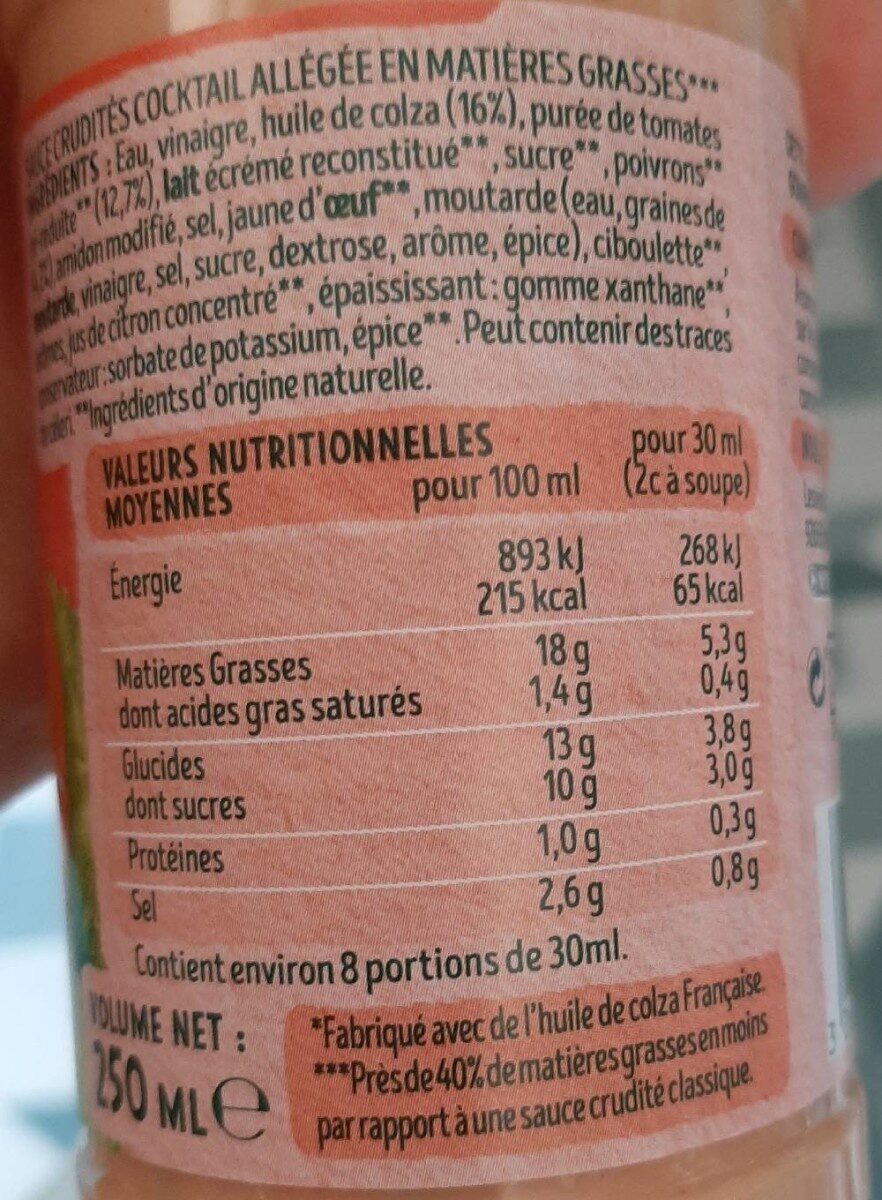 CRUDITÉS COCKTAIL ALLÉGÉE EN MATIÈRES GRASSES***
: Eau, vinaigre, huile de colza (16%), purée de tomates
(12,7%), lait écrémé reconstitué**, sucre**, poivrons**
amidon modifié, sel, jaune d'œuf**, moutarde (eau, graines de
vinaigre, sel, sucre, dextrose, arôme, épice), ciboulette**,
jus de citron concentré**, épaississant : gomme xanthane**,
sorbate de potassium, épice**. Peut contenir des traces
**Ingrédients d'origine naturelle.
VALEURS NUTRITIONNELLES
MOYENNES pour 100 ml pour 30 ml (2c à soupe)
Énergie 893 kJ 268 kJ
215 kcal 65 kcal
Matières Grasses 18 g 5,3 g
dont acides gras saturés 1,4 g 0,4 g
Glucides 13 g 3,8 g
dont sucres 10 g 3,0 g
Protéines 1,0 g 0,3 g
Sel 2,6 g 0,8 g
Contient environ 8 portions de 30ml.
VOLUME NET :
250 ML e
*Fabriqué avec de l'huile de colza Française.
***Près de 40% de matières grasses en moins
par rapport à une sauce crudité classique.